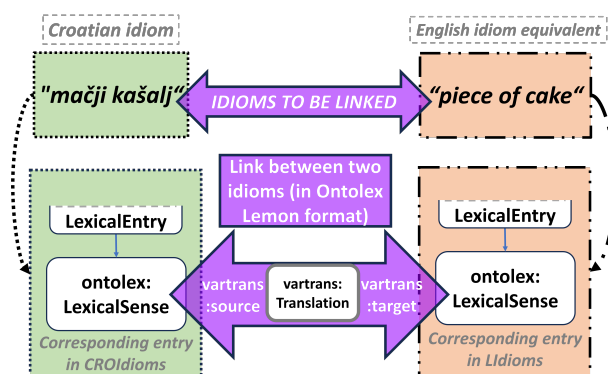 Croatian idiom
English idiom equivalent
"mačji kašalj“
IDIOMS TO BE LINKED
“piece of cake“
Link between two
idioms (in Ontolex
Lemon format)
LexicalEntry
LexicalEntry
ontolex:
LexicalSense
vartrans
:source
vartrans:
Translation
vartrans
:target
ontolex:
LexicalSense
Corresponding entry
in CROIdioms
Corresponding entry
in LIdioms